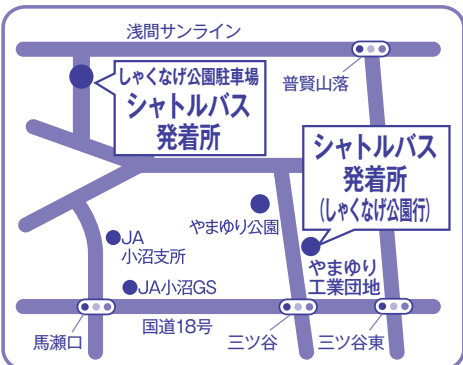 浅間サンライン
しゃくなげ公園駐車場
シャトルバス
発着所
普賢山落
シャトルバス
発着所
(しゃくなげ公園行)
やまゆり公園
JA
小沼支所
やまゆり
工業団地
JA小沼GS
国道18号
馬瀬口
三ツ谷
三ツ谷東